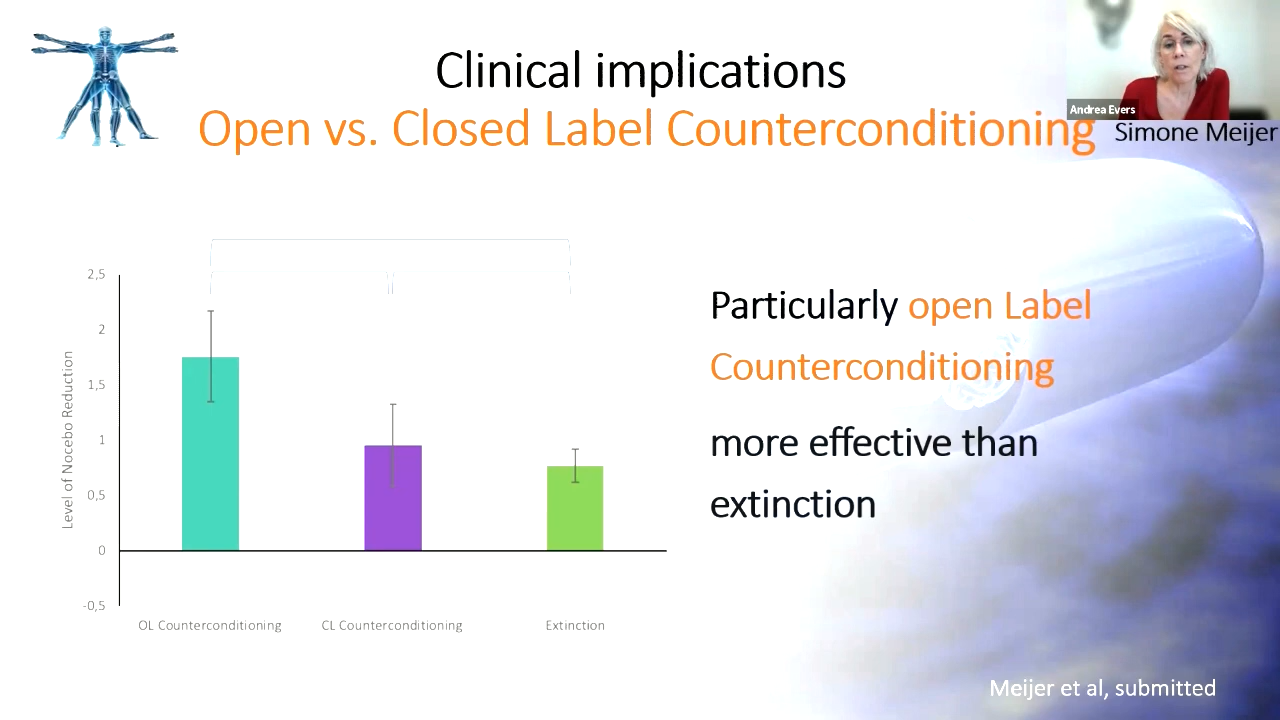 Clinical implications
Open vs. Closed Label Counterconditioning
Andrea Evers
Simone Meijer
2,5
2
1,5
1
0,5
0
-0,5
Level of Nocebo Reduction
OL Counterconditioning
CL Counterconditioning
Extinction
Particularly open Label
Counterconditioning
more effective than
extinction
Meijer et al, submitted